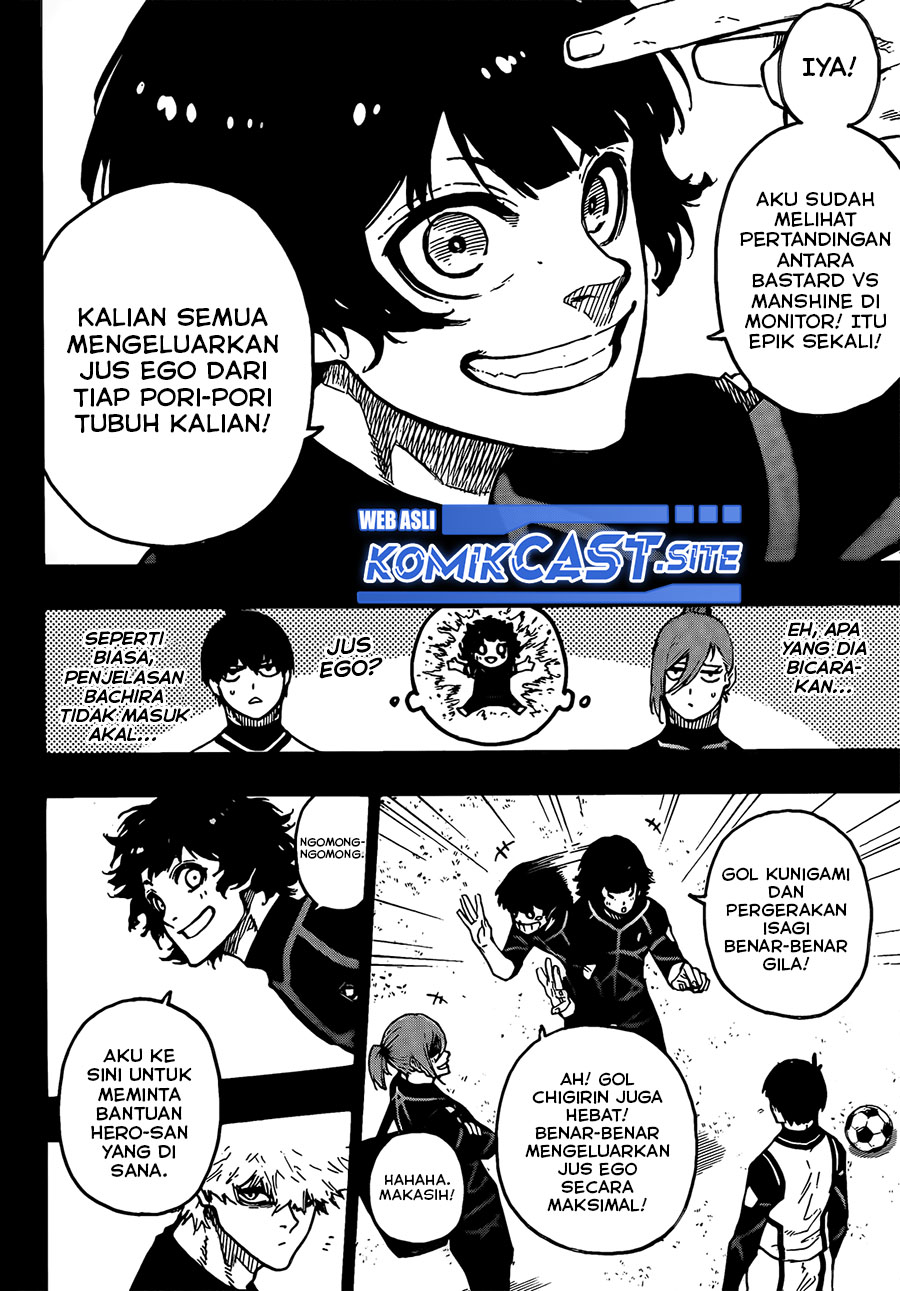 IYA!
AKU SUDAH
MELIHAT
PERTANDINGAN
ANTARA
BASTARD VS
MANSHINE DI
MONITOR! ITU
EPIK SEKALI!
KALIAN SEMUA
MENGELUARKAN
JUS EGO DARI
TIAP PORI-PORI
TUBUH KALIAN!
WEB ASLI
KOMIKCAST.SITE
SEPERTI
BIASA,
PENJELASAN
BACHIRA
TIDAK MASUK
AKAL...
JUS
EGO?
EH, APA
YANG DIA
BICARA-
KAN...
NGOMONG-
NGOMONG.
AKU KE
SINI UNTUK
MEMINTA
BANTUAN
HERO-SAN
YANG DI
SANA.
GOL KUNIGAMI
DAN
PERGERAKAN
ISAGI
BENAR-BENAR
GILA!
AH! GOL
CHIGIRIN JUGA
HEBAT!
BENAR-BENAR
MENGELUARKAN
JUS EGO
SECARA
MAKSIMAL!
HAHAHA.
MAKASIH!